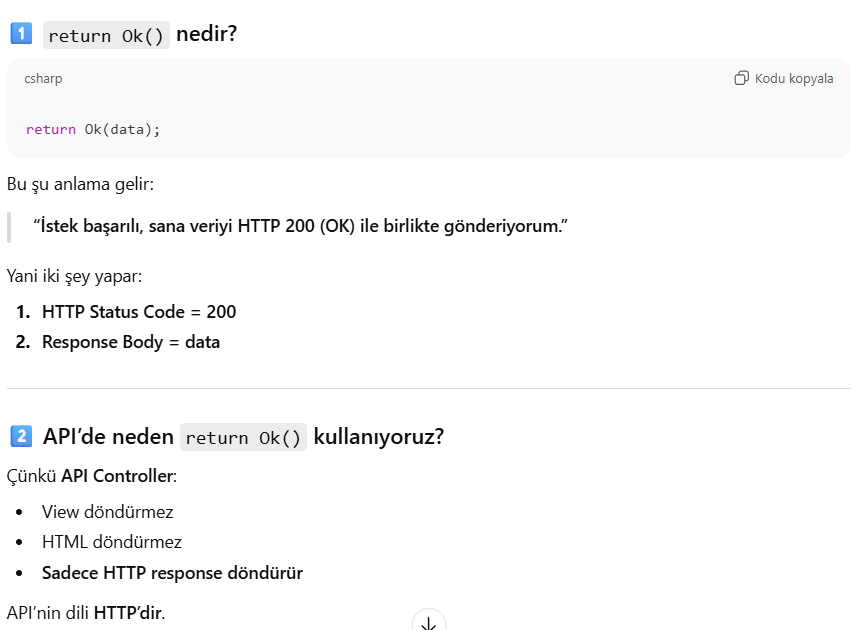 1 return Ok() nedir?
csharp
Kodu kopyala
return Ok(data);
Bu şu anlama gelir:
“İstek başarılı, sana veriyi HTTP 200 (OK) ile birlikte gönderiyorum.”
Yani iki şey yapar:
1. HTTP Status Code = 200
2. Response Body = data
2 API’de neden return Ok() kullanıyoruz?
Çünkü API Controller:
• View döndürmez
• HTML döndürmez
• Sadece HTTP response döndürür
API’nin dili HTTP’dir.